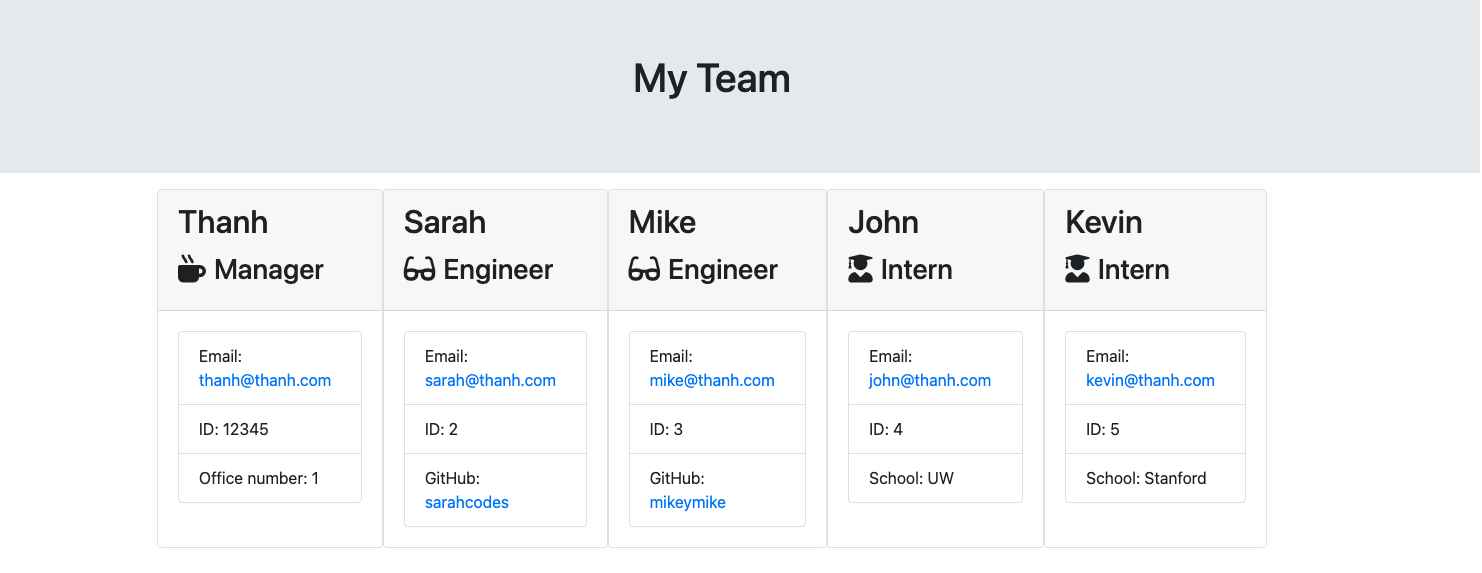 My Team
Thanh
Manager
Email:
thanh@thanh.com
ID: 12345
Office number: 1
Sarah
Engineer
Email:
sarah@thanh.com
ID: 2
GitHub:
sarahcodes
Mike
Engineer
Email:
mike@thanh.com
ID: 3
GitHub:
mikeymike
John
Intern
Email:
john@thanh.com
ID: 4
School: UW
Kevin
Intern
Email:
kevin@thanh.com
ID: 5
School: Stanford